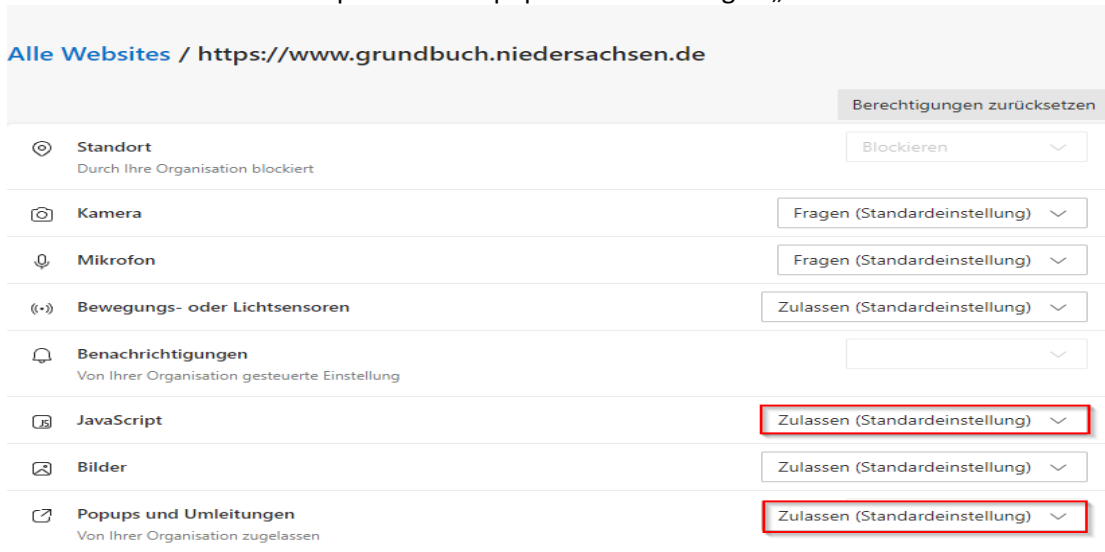 Alle Websites / https://www.grundbuch.niedersachsen.de
Berechtigungen zurücksetzen
Standort
Durch Ihre Organisation blockiert
Blockieren
Kamera
Fragen (Standardeinstellung)
Mikrofon
Fragen (Standardeinstellung)
Bewegungs- oder Lichtsensoren
Zulassen (Standardeinstellung)
Benachrichtigungen
Von Ihrer Organisation gesteuerte Einstellung
JS
JavaScript
Zulassen (Standardeinstellung)
Bilder
Zulassen (Standardeinstellung)
Popups und Umleitungen
Von Ihrer Organisation zugelassen
Zulassen (Standardeinstellung)